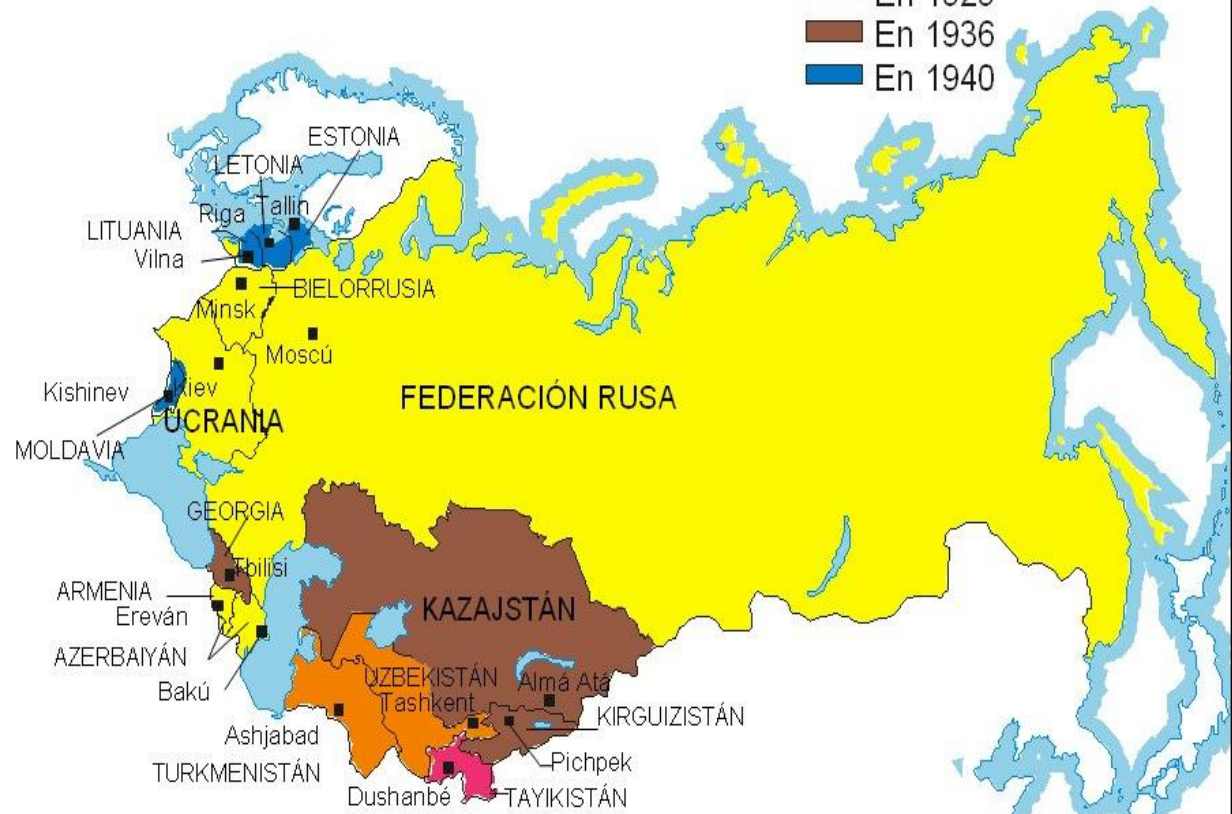 En 1936
En 1940
ESTONIA
LETONIA
Riga
Tallin
LITUANIA
Vilna
BIELORRUSIA
Minsk
Moscú
Kishinev
Kiev
FEDERACIÓN RUSA
UCRANIA
MOLDAVIA
GEORGIA
Tbilisi
ARMENIA
Ereván
KAZAJSTÁN
AZERBAIYÁN
Bakú
UZBEKISTÁN
Almá Atá
Tashkent
KIRGUIZISTÁN
Ashjabad
Pichpek
TURKMENISTÁN
Dushanbé
TAYIKISTÁN